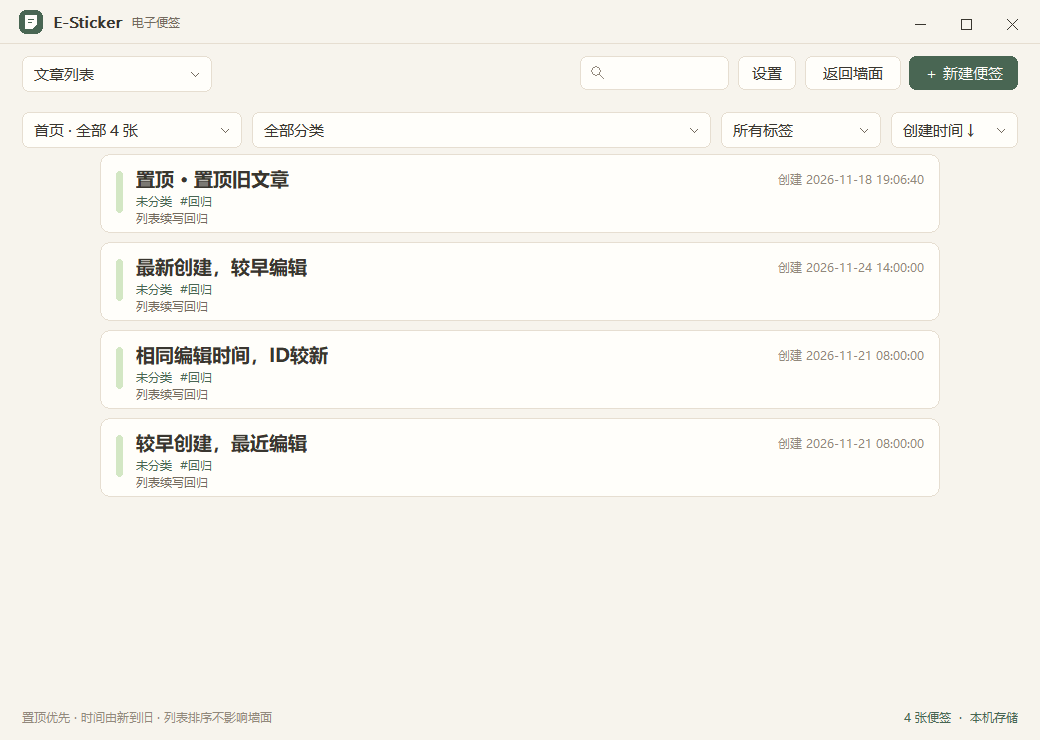 E-Sticker 电子便签
文章列表
设置
返回墙面
+ 新建便签
首页 · 全部 4 张
全部分类
所有标签
创建时间↓
置顶 • 置顶旧文章
创建 2026-11-18 19:06:40
未分类 #回归
列表续写回归
最新创建，较早编辑
创建 2026-11-24 14:00:00
未分类 #回归
列表续写回归
相同编辑时间，ID较新
创建 2026-11-21 08:00:00
未分类 #回归
列表续写回归
较早创建，最近编辑
创建 2026-11-21 08:00:00
未分类 #回归
列表续写回归
置顶优先 · 时间由新到旧 · 列表排序不影响墙面
4 张便签 · 本机存储